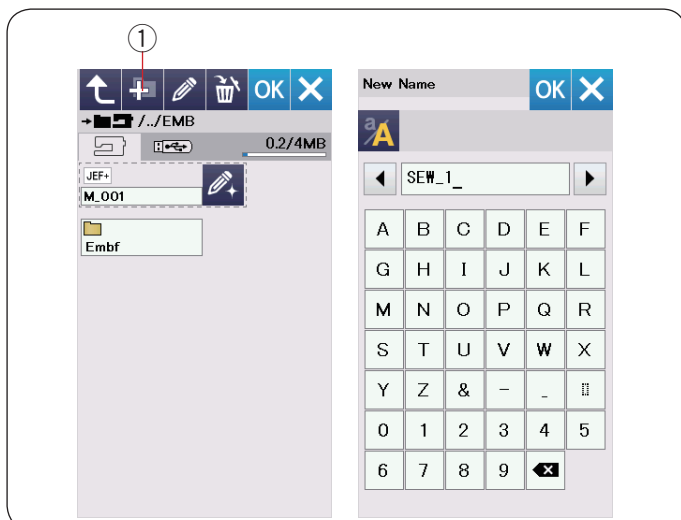 ①
OK
/../EMB
0.2/4MB
JEF+
M_001
Embf
New Name
OK
a/A
SEW_1_
A B C D E F
G H I J K L
M N O P Q R
S T U V W X
Y Z & – _
0 1 2 3 4 5
6 7 8 9